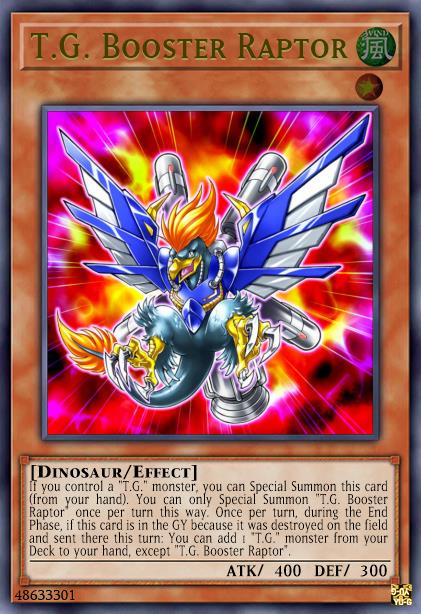 T.G. Booster Raptor
WIND
風
[Dinosaur/Effect]
If you control a "T.G." monster, you can Special Summon this card
(from your hand). You can only Special Summon "T.G. Booster
Raptor" once per turn this way. Once per turn, during the End
Phase, if this card is in the GY because it was destroyed on the field
and sent there this turn: You can add 1 "T.G." monster from your
Deck to your hand, except "T.G. Booster Raptor".
ATK/ 400 DEF/ 300
48633301